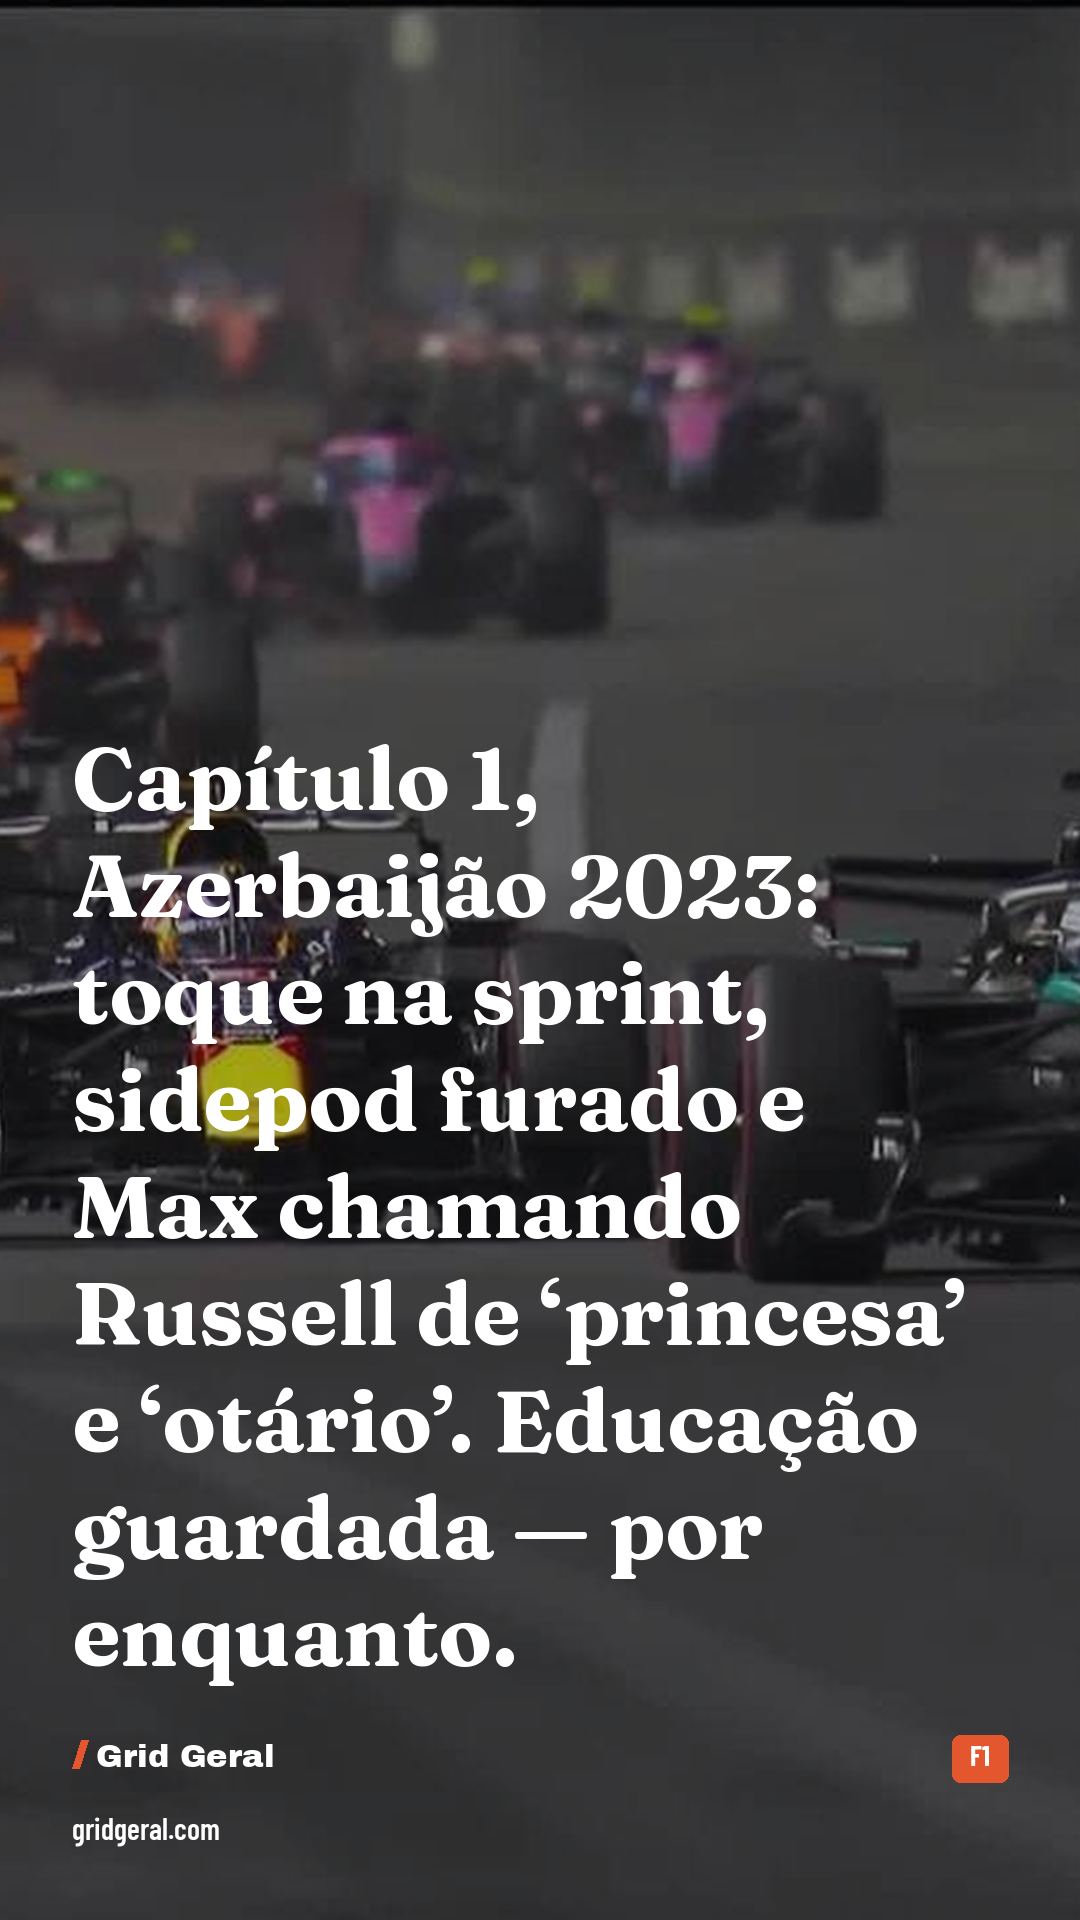 Capítulo 1,
Azerbaijão 2023:
toque na sprint,
sidepod furado e
Max chamando
Russell de ‘princesa’
e ‘otário’. Educação
guardada — por
enquanto.
/ Grid Geral
F1
gridgeral.com